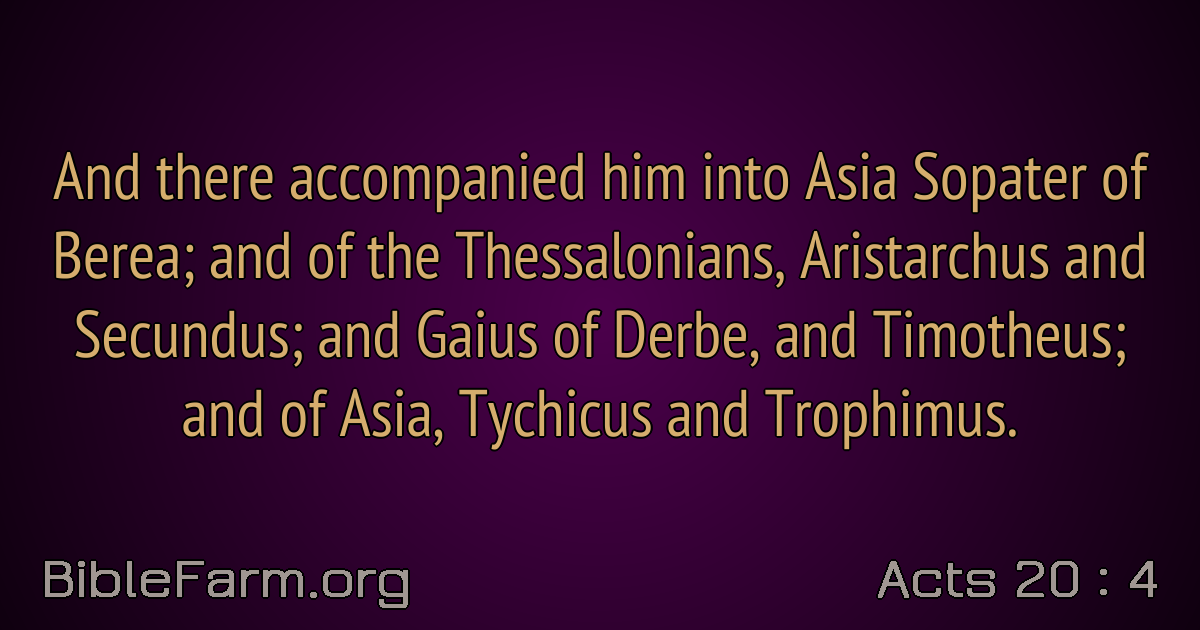 And there accompanied him into Asia Sopater of
Berea; and of the Thessalonians, Aristarchus and
Secundus; and Gaius of Derbe, and Timotheus;
and of Asia, Tychicus and Trophimus.
BibleFarm.org
Acts 20 : 4